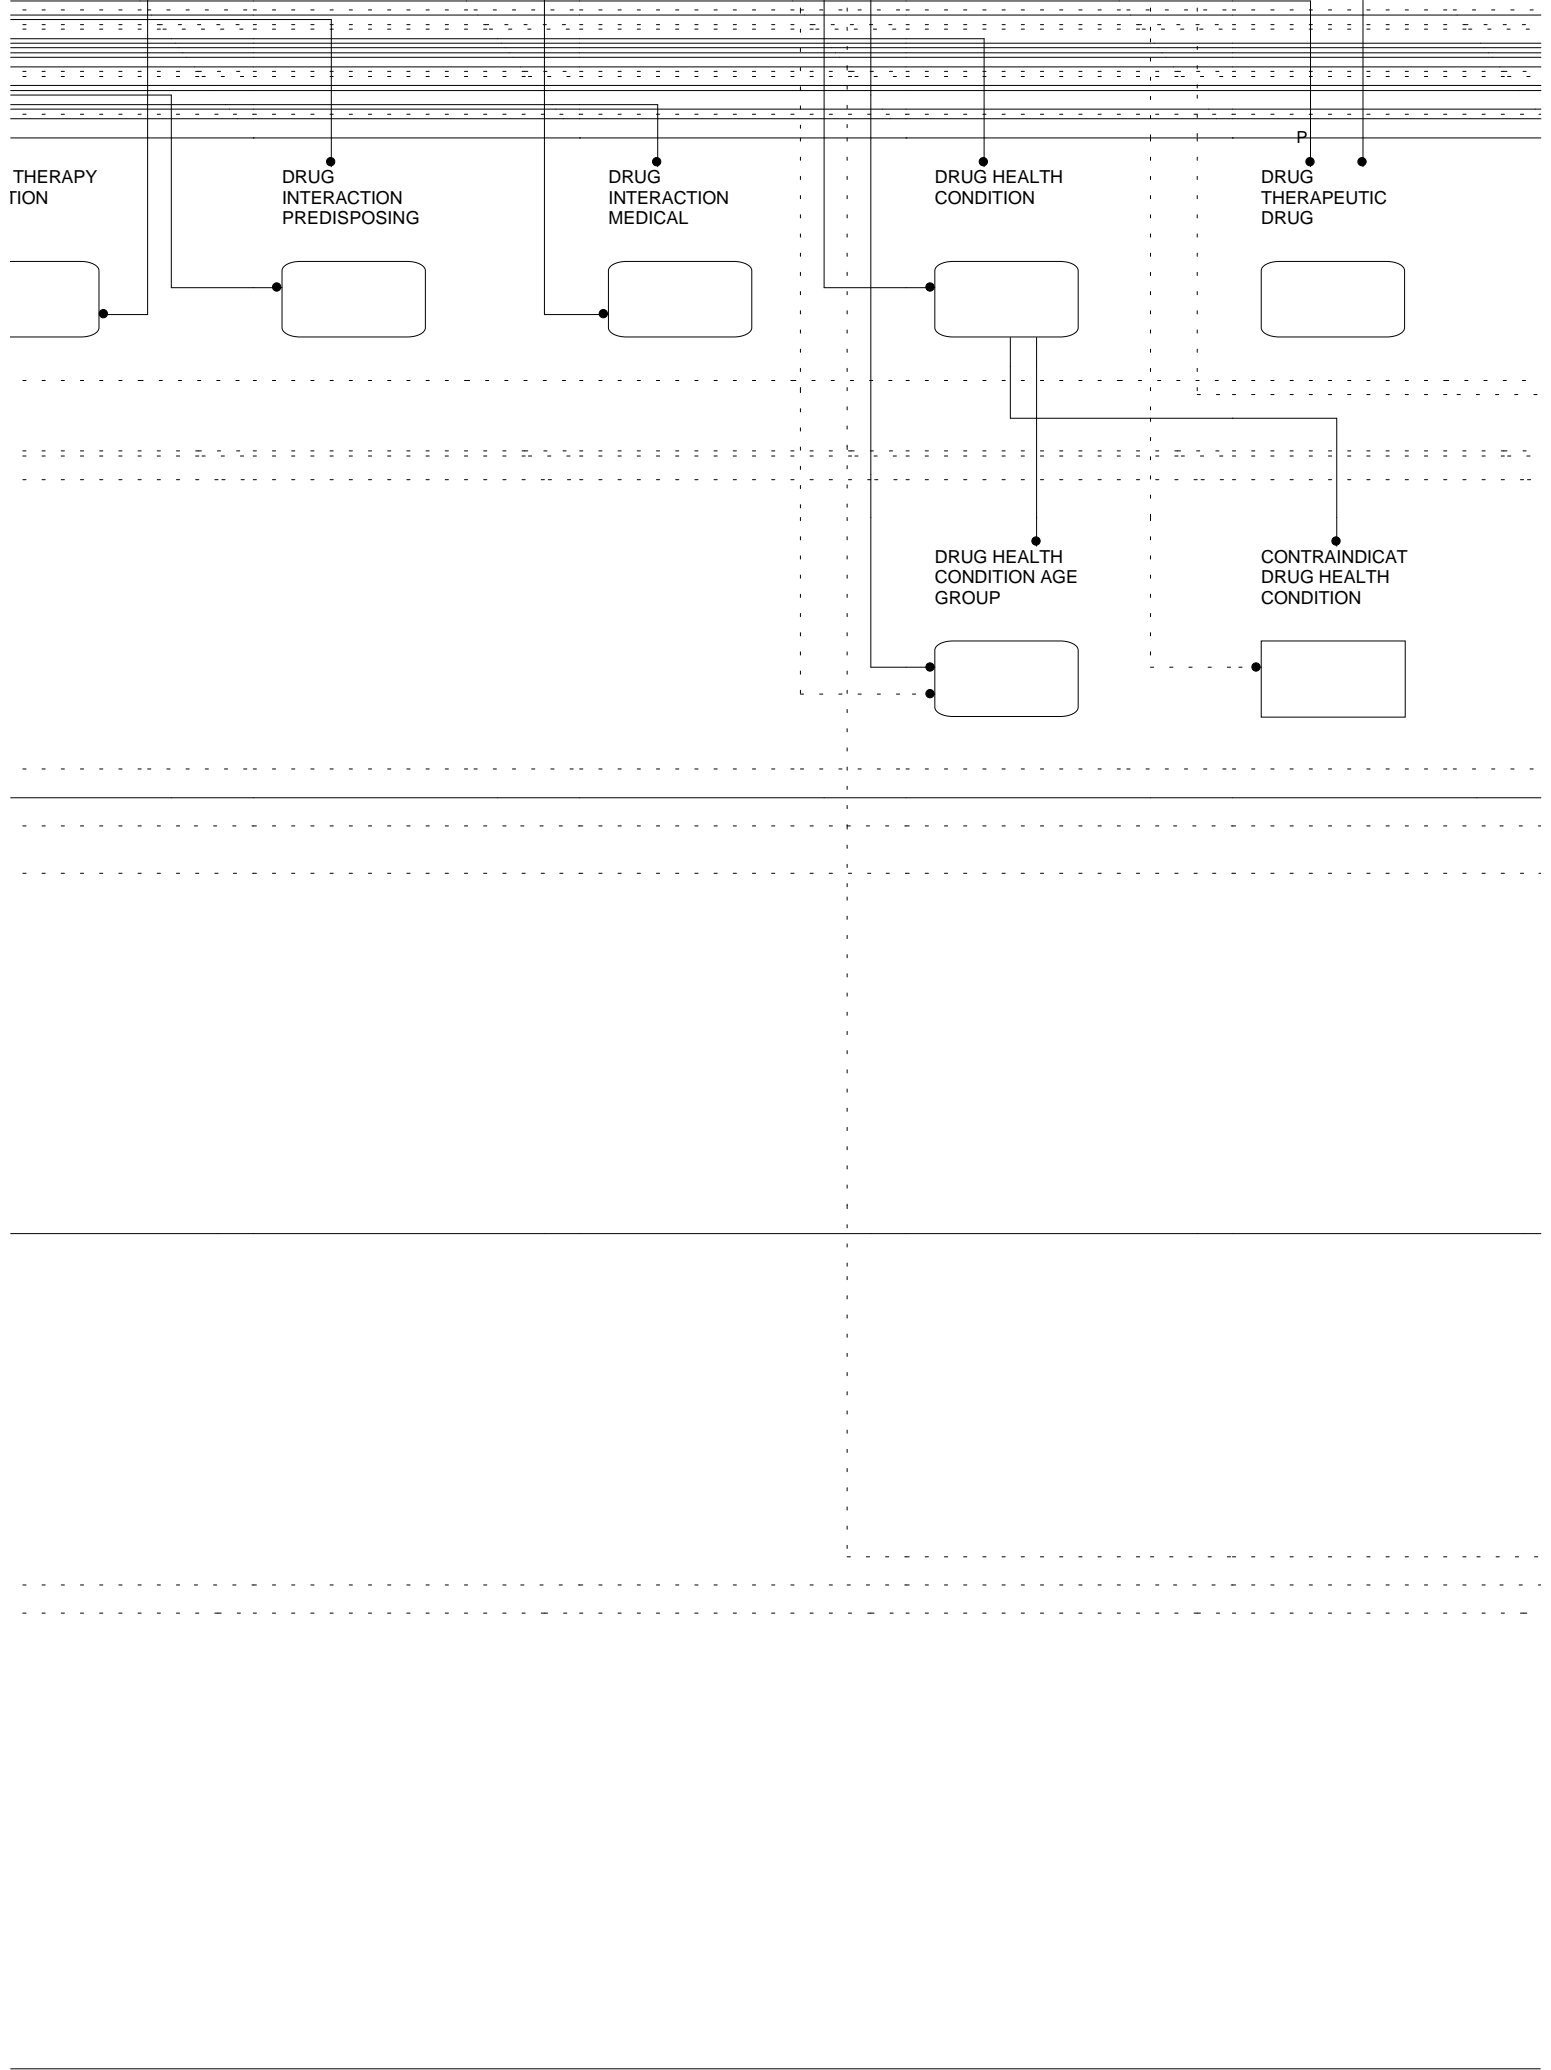 P
THERAPY
TION
DRUG
INTERACTION
PREDISPOSING
DRUG
INTERACTION
MEDICAL
DRUG HEALTH
CONDITION
DRUG
THERAPEUTIC
DRUG
DRUG HEALTH
CONDITION AGE
GROUP
CONTRAINDICAT
DRUG HEALTH
CONDITION